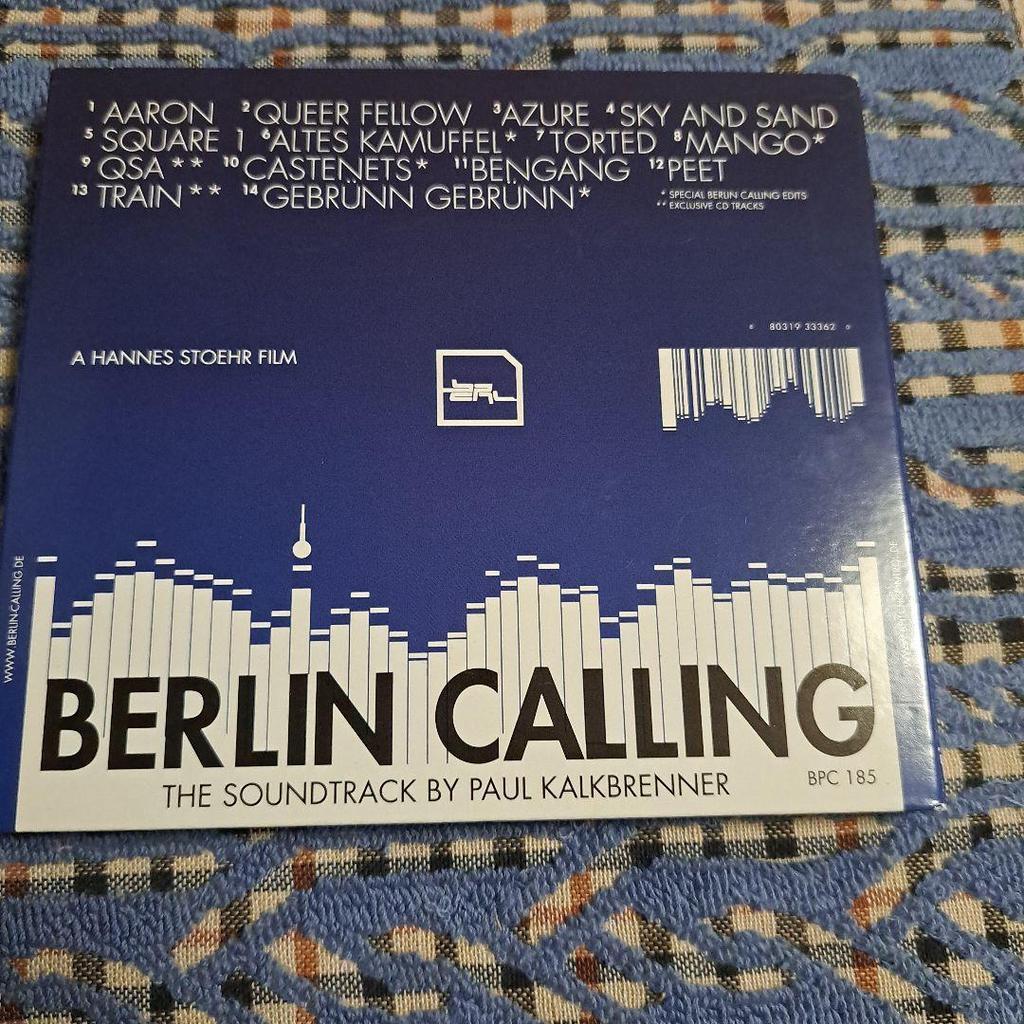 1 AARON 2 QUEER FELLOW 3 AZURE 4 SKY AND SAND
5 SQUARE 1 6 ALTES KAMUFFEL* 7 TORTED 8 MANGO*
9 QSA ** 10 CASTENETS* 11 BENGANG 12 PEET
13 TRAIN ** 14 GEBRÜNN GEBRÜNN*
* SPECIAL BERLIN CALLING EDITS
** EXCLUSIVE CD TRACKS
6 80319 33362 0
A HANNES STOEHR FILM
WWW.BERLIN-CALLING.DE
BERLIN CALLING
THE SOUNDTRACK BY PAUL KALKBRENNER
BPC 185